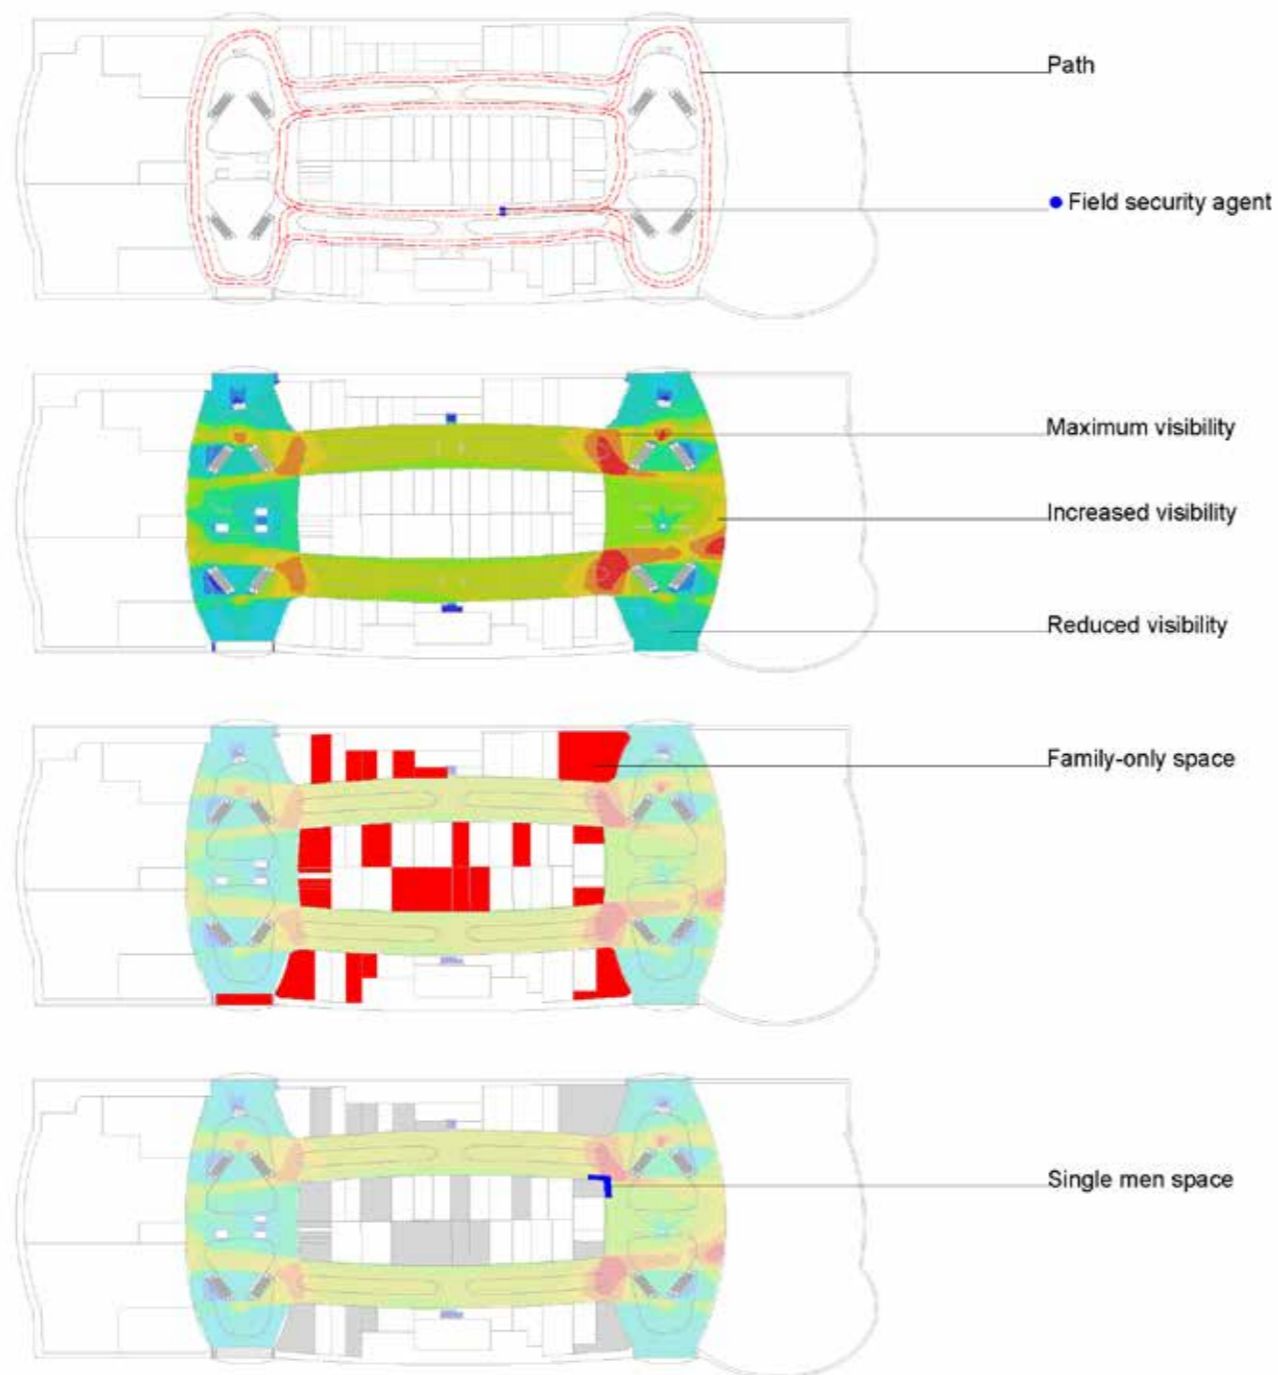 Path
Field security agent
Maximum visibility
Increased visibility
Reduced visibility
Family-only space
Single men space